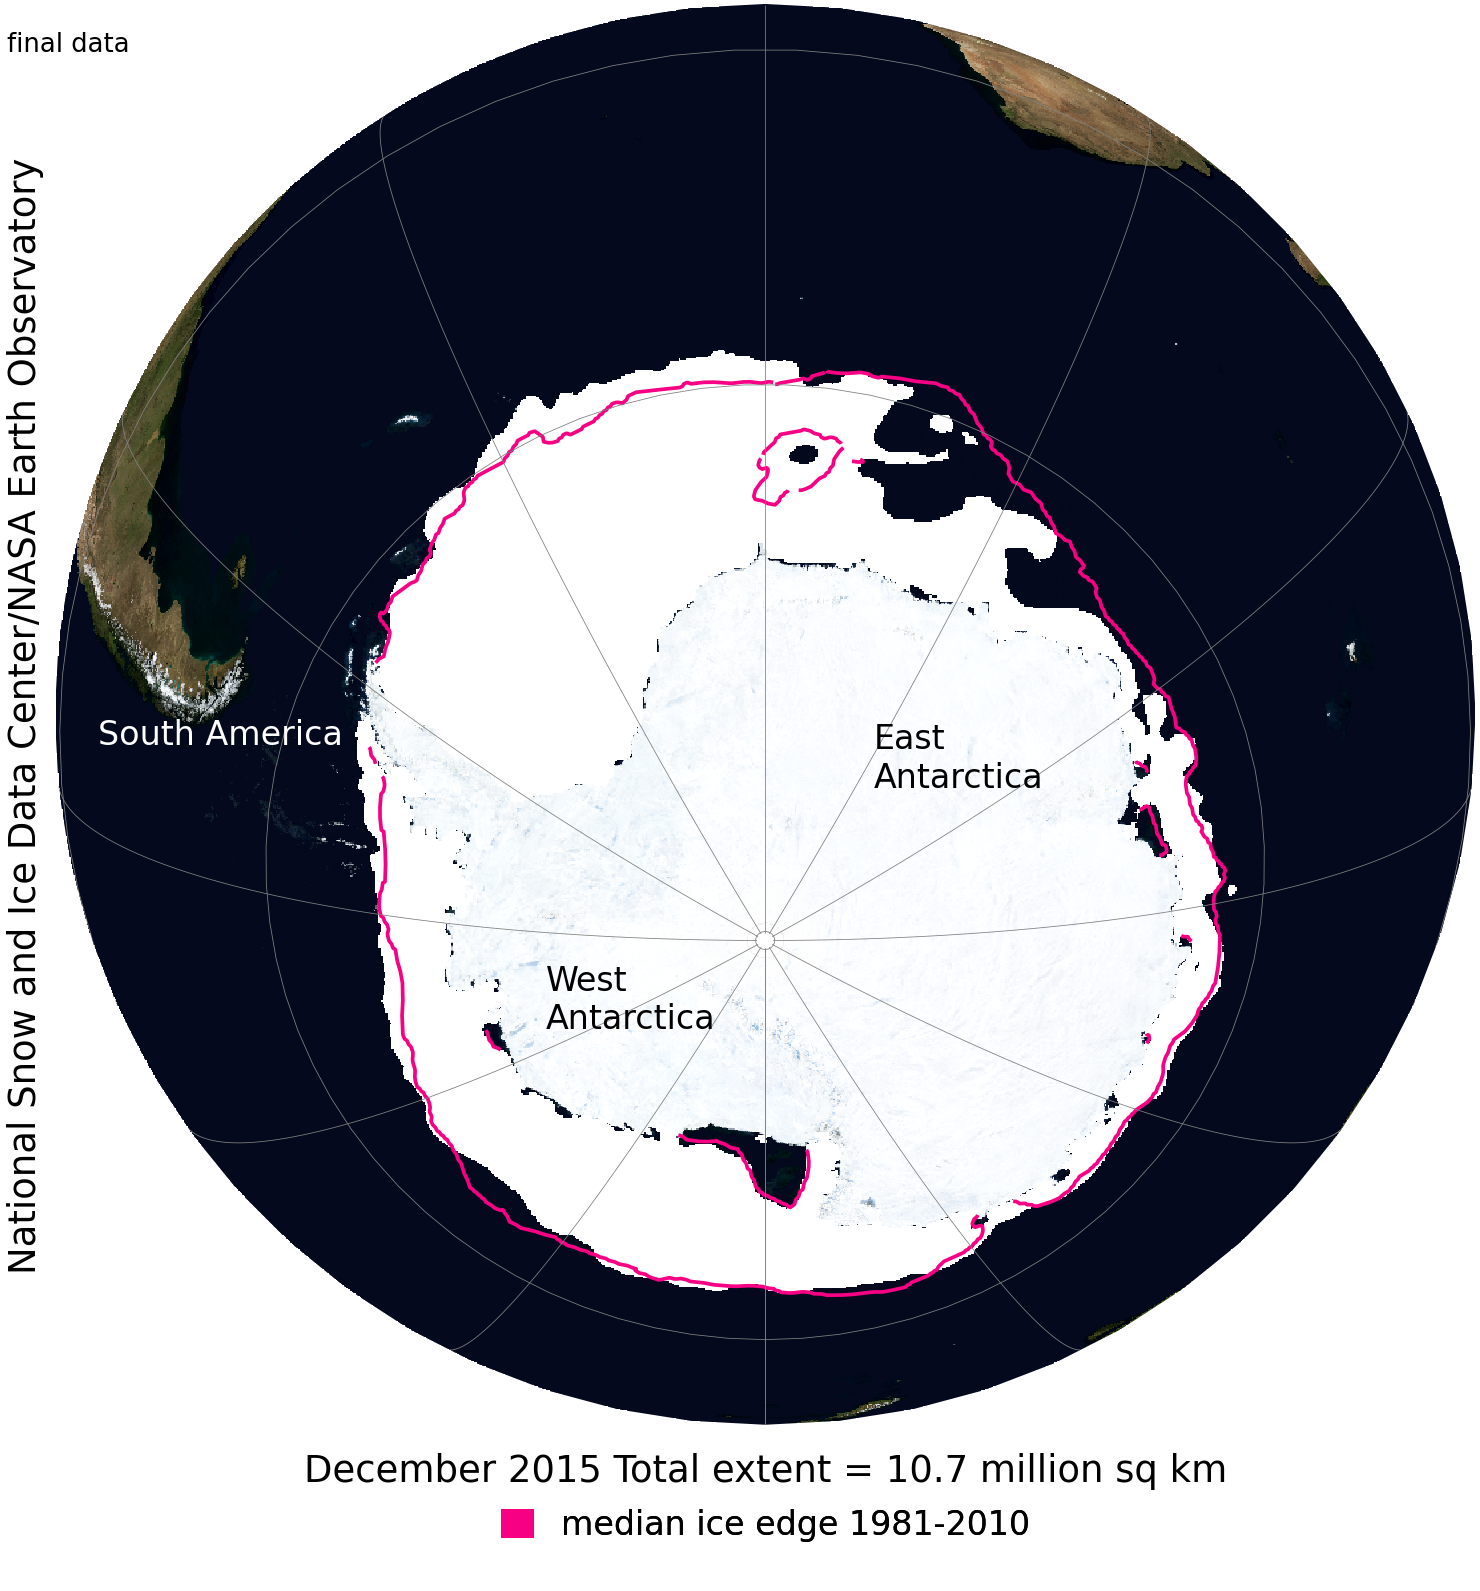 final data
National Snow and Ice Data Center/NASA Earth Observatory
South America
East
Antarctica
West
Antarctica
December 2015 Total extent = 10.7 million sq km
median ice edge 1981-2010